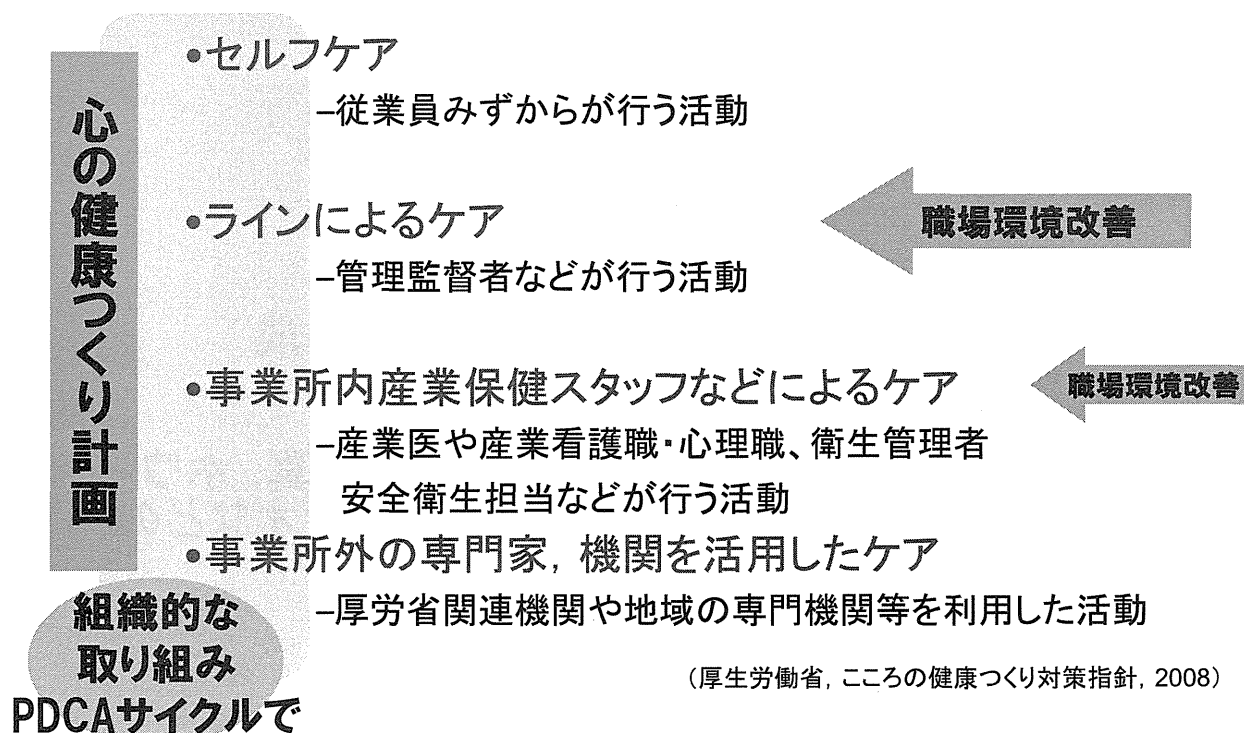 心の健康つくり計画
•セルフケア
–従業員みずからが行う活動
•ラインによるケア
–管理監督者などが行う活動
職場環境改善
•事業所内産業保健スタッフなどによるケア
–産業医や産業看護職・心理職、衛生管理者
安全衛生担当などが行う活動
職場環境改善
•事業所外の専門家，機関を活用したケア
–厚労省関連機関や地域の専門機関等を利用した活動
組織的な
取り組み
PDCAサイクルで
（厚生労働省，こころの健康つくり対策指針，2008）